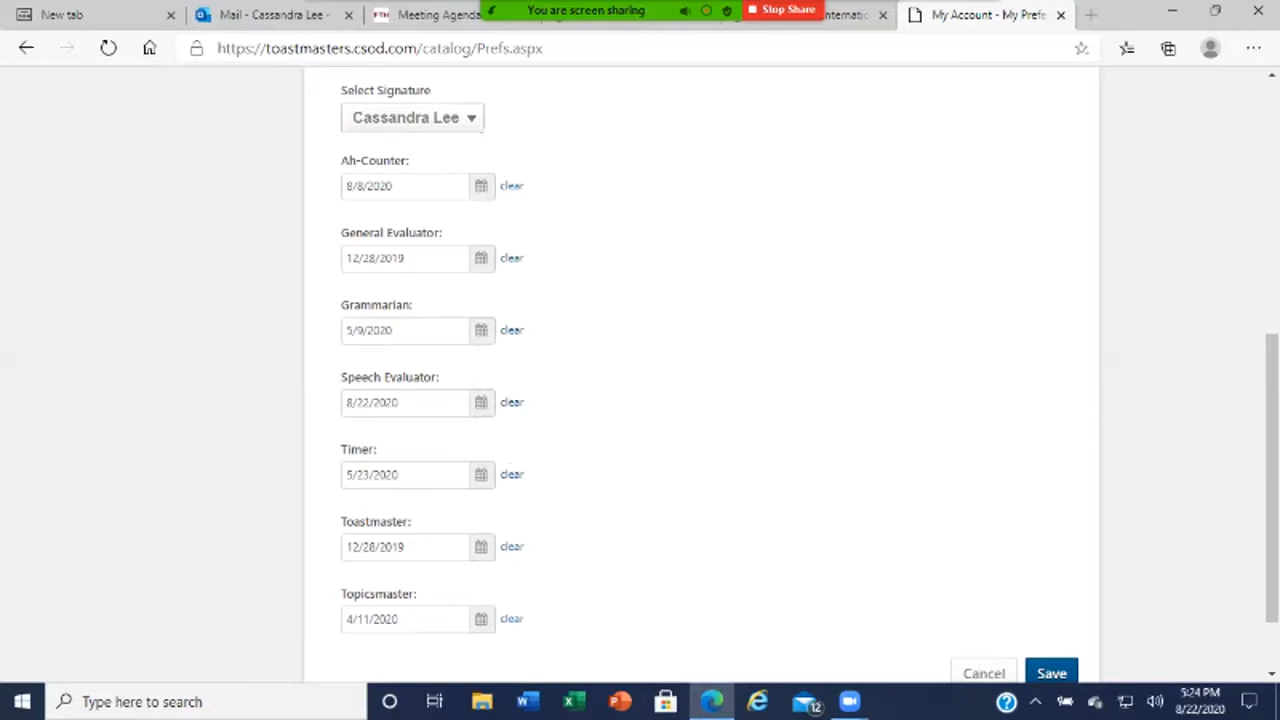 New tab
Mail - Cassandra Lee -
FTH Meeting Agenda
You are screen sharing
Stop Share
ternatic
My Account - My Prefe
https://toastmasters.csod.com/catalog/Prefs.aspx
Select Signature
Cassandra Lee
Ah-Counter:
8/8/2020 clear
General Evaluator:
12/28/2019 clear
Grammarian:
5/9/2020 clear
Speech Evaluator:
8/22/2020 clear
Timer:
5/23/2020 clear
Toastmaster:
12/28/2019 clear
Topicsmaster:
4/11/2020 clear
Cancel Save
Type here to search
12
5:24 PM
8/22/2020